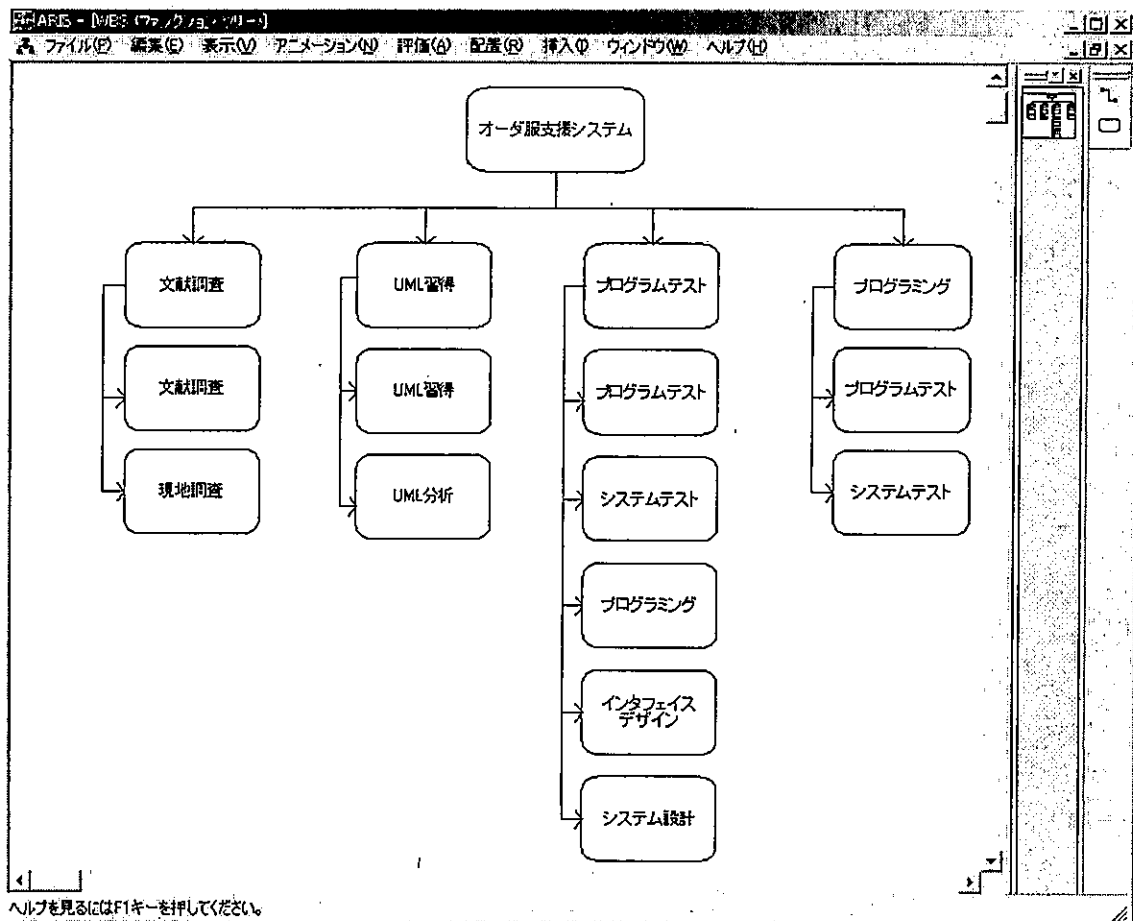 ARIS - [WBS (ファンクション・ツリー)]
ファイル(F) 編集(E) 表示(V) アニメーション(N) 評価(A) 配置(R) 挿入(I) ウィンドウ(W) ヘルプ(H)
オーダ服支援システム
文献調査
UML習得
プログラムテスト
プログラミング
文献調査
UML習得
プログラムテスト
プログラムテスト
現地調査
UML分析
システムテスト
システムテスト
プログラミング
インタフェイス
デザイン
システム設計
ヘルプを見るにはF1キーを押してください。